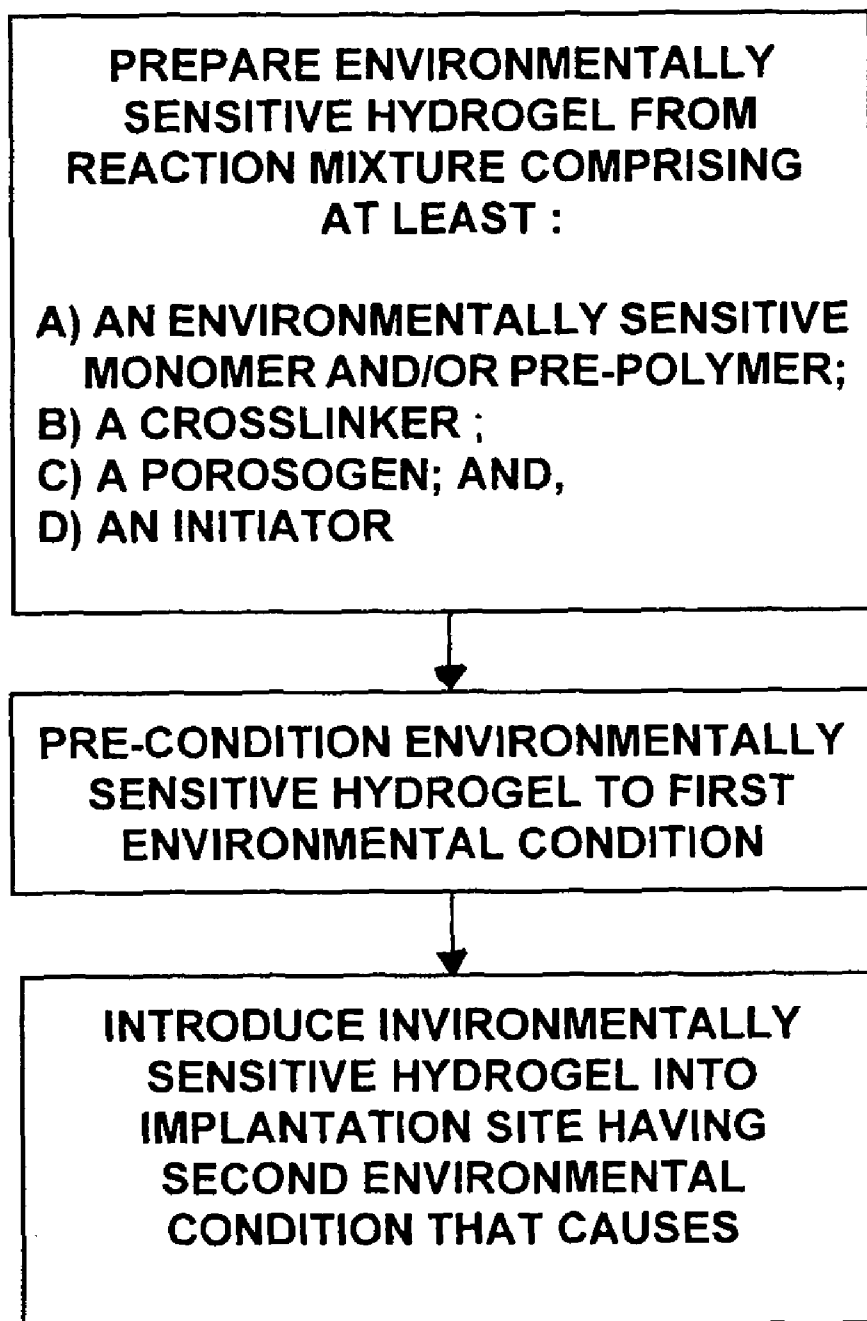 PREPARE ENVIRONMENTALLY
SENSITIVE HYDROGEL FROM
REACTION MIXTURE COMPRISING
AT LEAST :
A) AN ENVIRONMENTALLY SENSITIVE
MONOMER AND/OR PRE-POLYMER;
B) A CROSSLINKER ;
C) A POROSOGEN; AND,
D) AN INITIATOR
PRE-CONDITION ENVIRONMENTALLY
SENSITIVE HYDROGEL TO FIRST
ENVIRONMENTAL CONDITION
INTRODUCE INVIRONMENTALLY
SENSITIVE HYDROGEL INTO
IMPLANTATION SITE HAVING
SECOND ENVIRONMENTAL
CONDITION THAT CAUSES